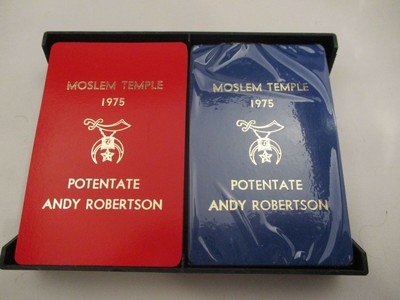 MOSLEM TEMPLE
1975
POTENTATE
ANDY ROBERTSON
MOSLEM TEMPLE
1975
POTENTATE
ANDY ROBERTSON